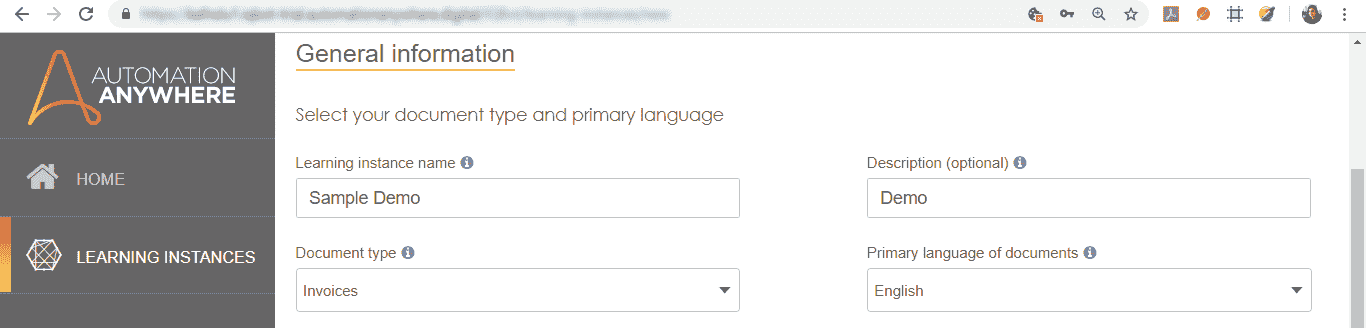 General information
AUTOMATION
ANYWHERE
Select your document type and primary language
Learning instance name
Description (optional)
HOME
Sample Demo
Demo
LEARNING INSTANCES
Document type
Primary language of documents
Invoices
English